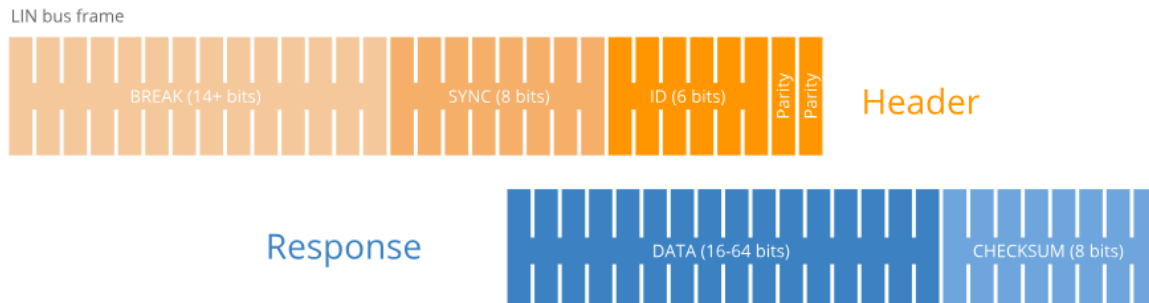 LIN bus frame
BREAK (14+ bits)
SYNC (8 bits)
ID (6 bits)
Parity
Parity
Header
Response
DATA (16-64 bits)
CHECKSUM (8 bits)